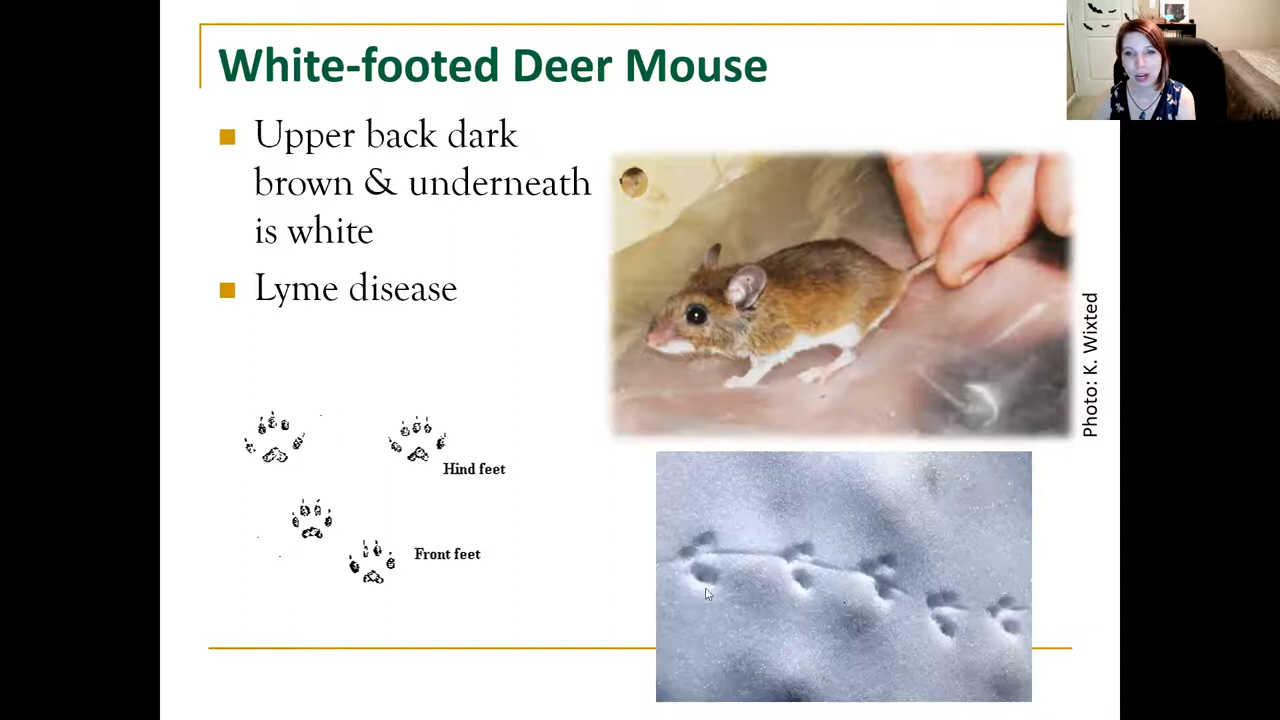 White-footed Deer Mouse
Upper back dark
brown & underneath
is white
Lyme disease
Photo: K. Wixted
Hind feet
Front feet